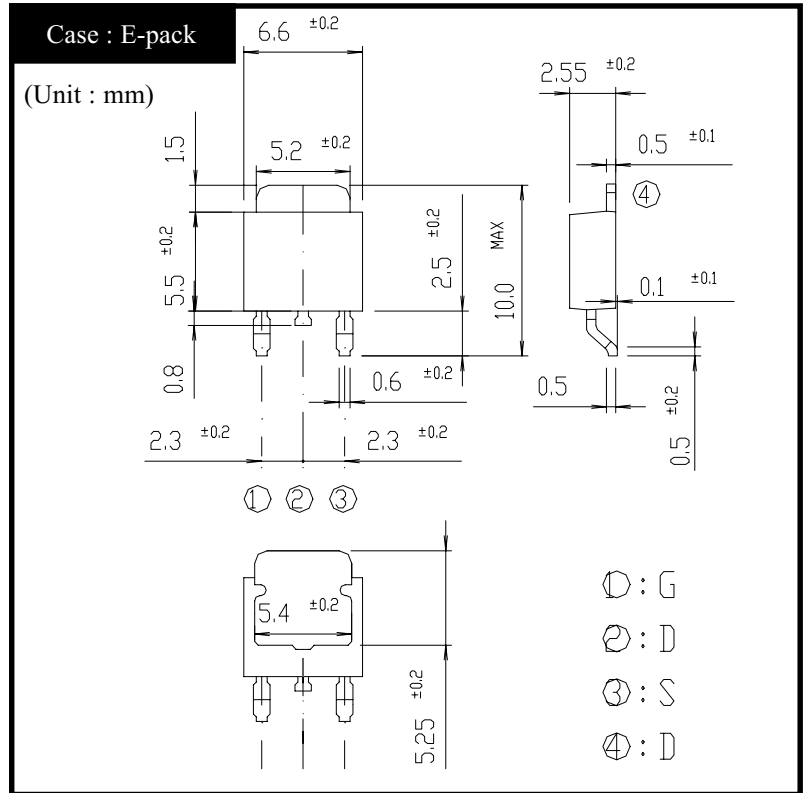 Case : E-pack
(Unit : mm)
6.6 ±0.2
2.55 ±0.2
1.5
5.2 ±0.2
0.5 ±0.1
④
5.5 ±0.2
2.5 ±0.2
10.0 MAX
0.1 ±0.1
0.8
0.6 ±0.2
0.5
0.5 ±0.2
2.3 ±0.2
2.3 ±0.2
① ② ③
5.4 ±0.2
5.25 ±0.2
① : G
② : D
③ : S
④ : D